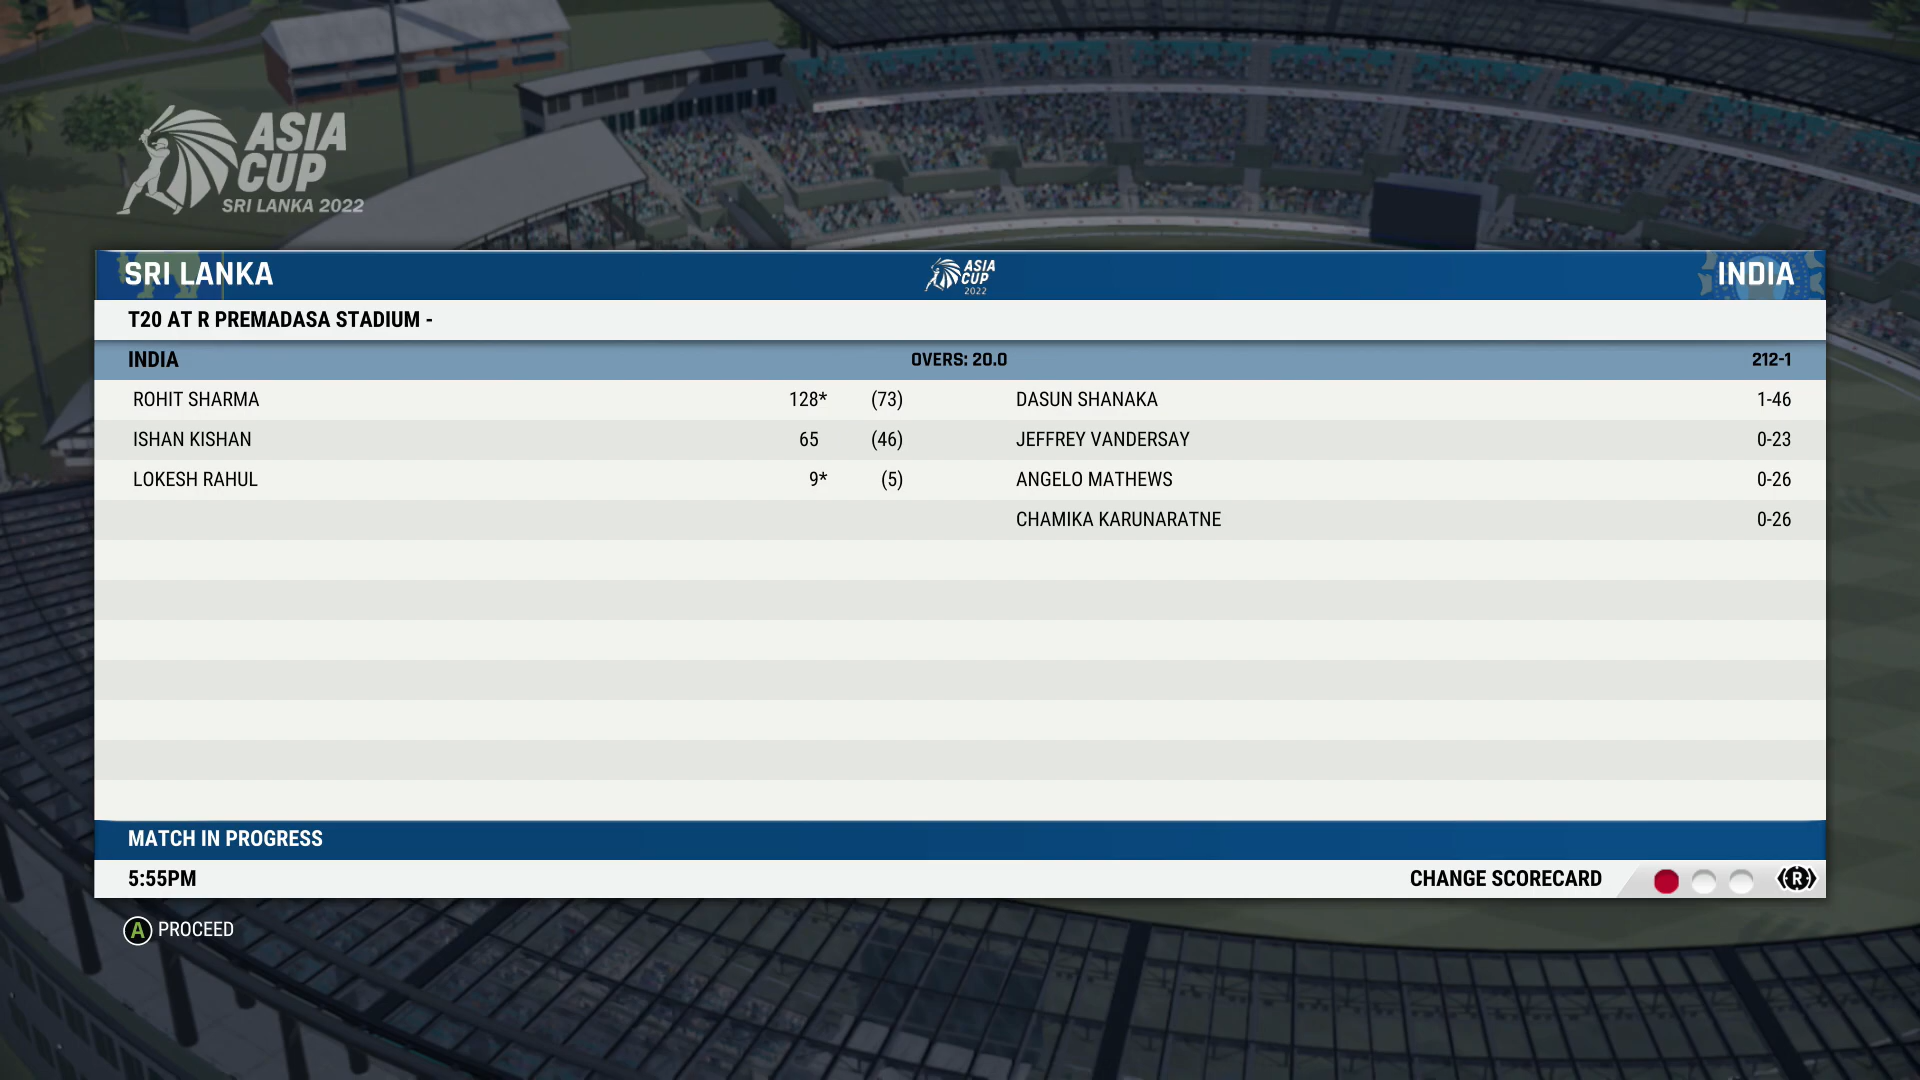 ASIA
CUP
SRI LANKA 2022
SRI LANKA
ASIA
CUP
2022
INDIA
T20 AT R PREMADASA STADIUM -
INDIA OVERS: 20.0 212-1
ROHIT SHARMA 128* (73) DASUN SHANAKA 1-46
ISHAN KISHAN 65 (46) JEFFREY VANDERSAY 0-23
LOKESH RAHUL 9* (5) ANGELO MATHEWS 0-26
CHAMIKA KARUNARATNE 0-26
MATCH IN PROGRESS
5:55PM CHANGE SCORECARD R
A PROCEED